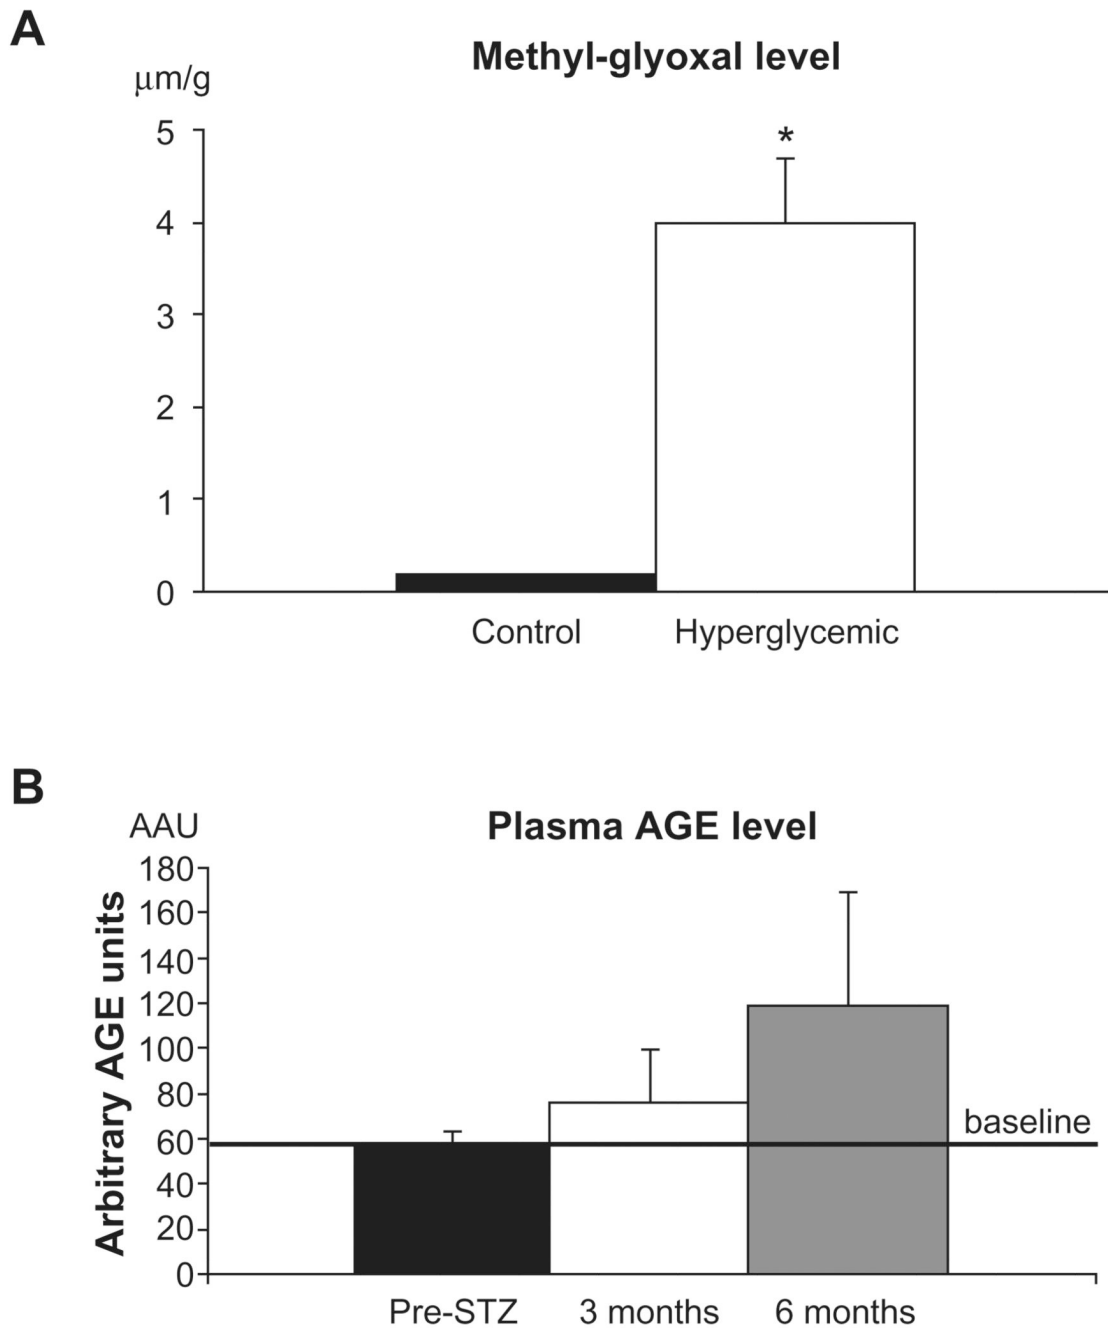 A
Methyl-glyoxal level
μm/g
5
*
4
3
2
1
0
Control Hyperglycemic
B
AAU
Plasma AGE level
Arbitrary AGE units
180
160
140
120
100
80
60
40
20
0
baseline
Pre-STZ 3 months 6 months